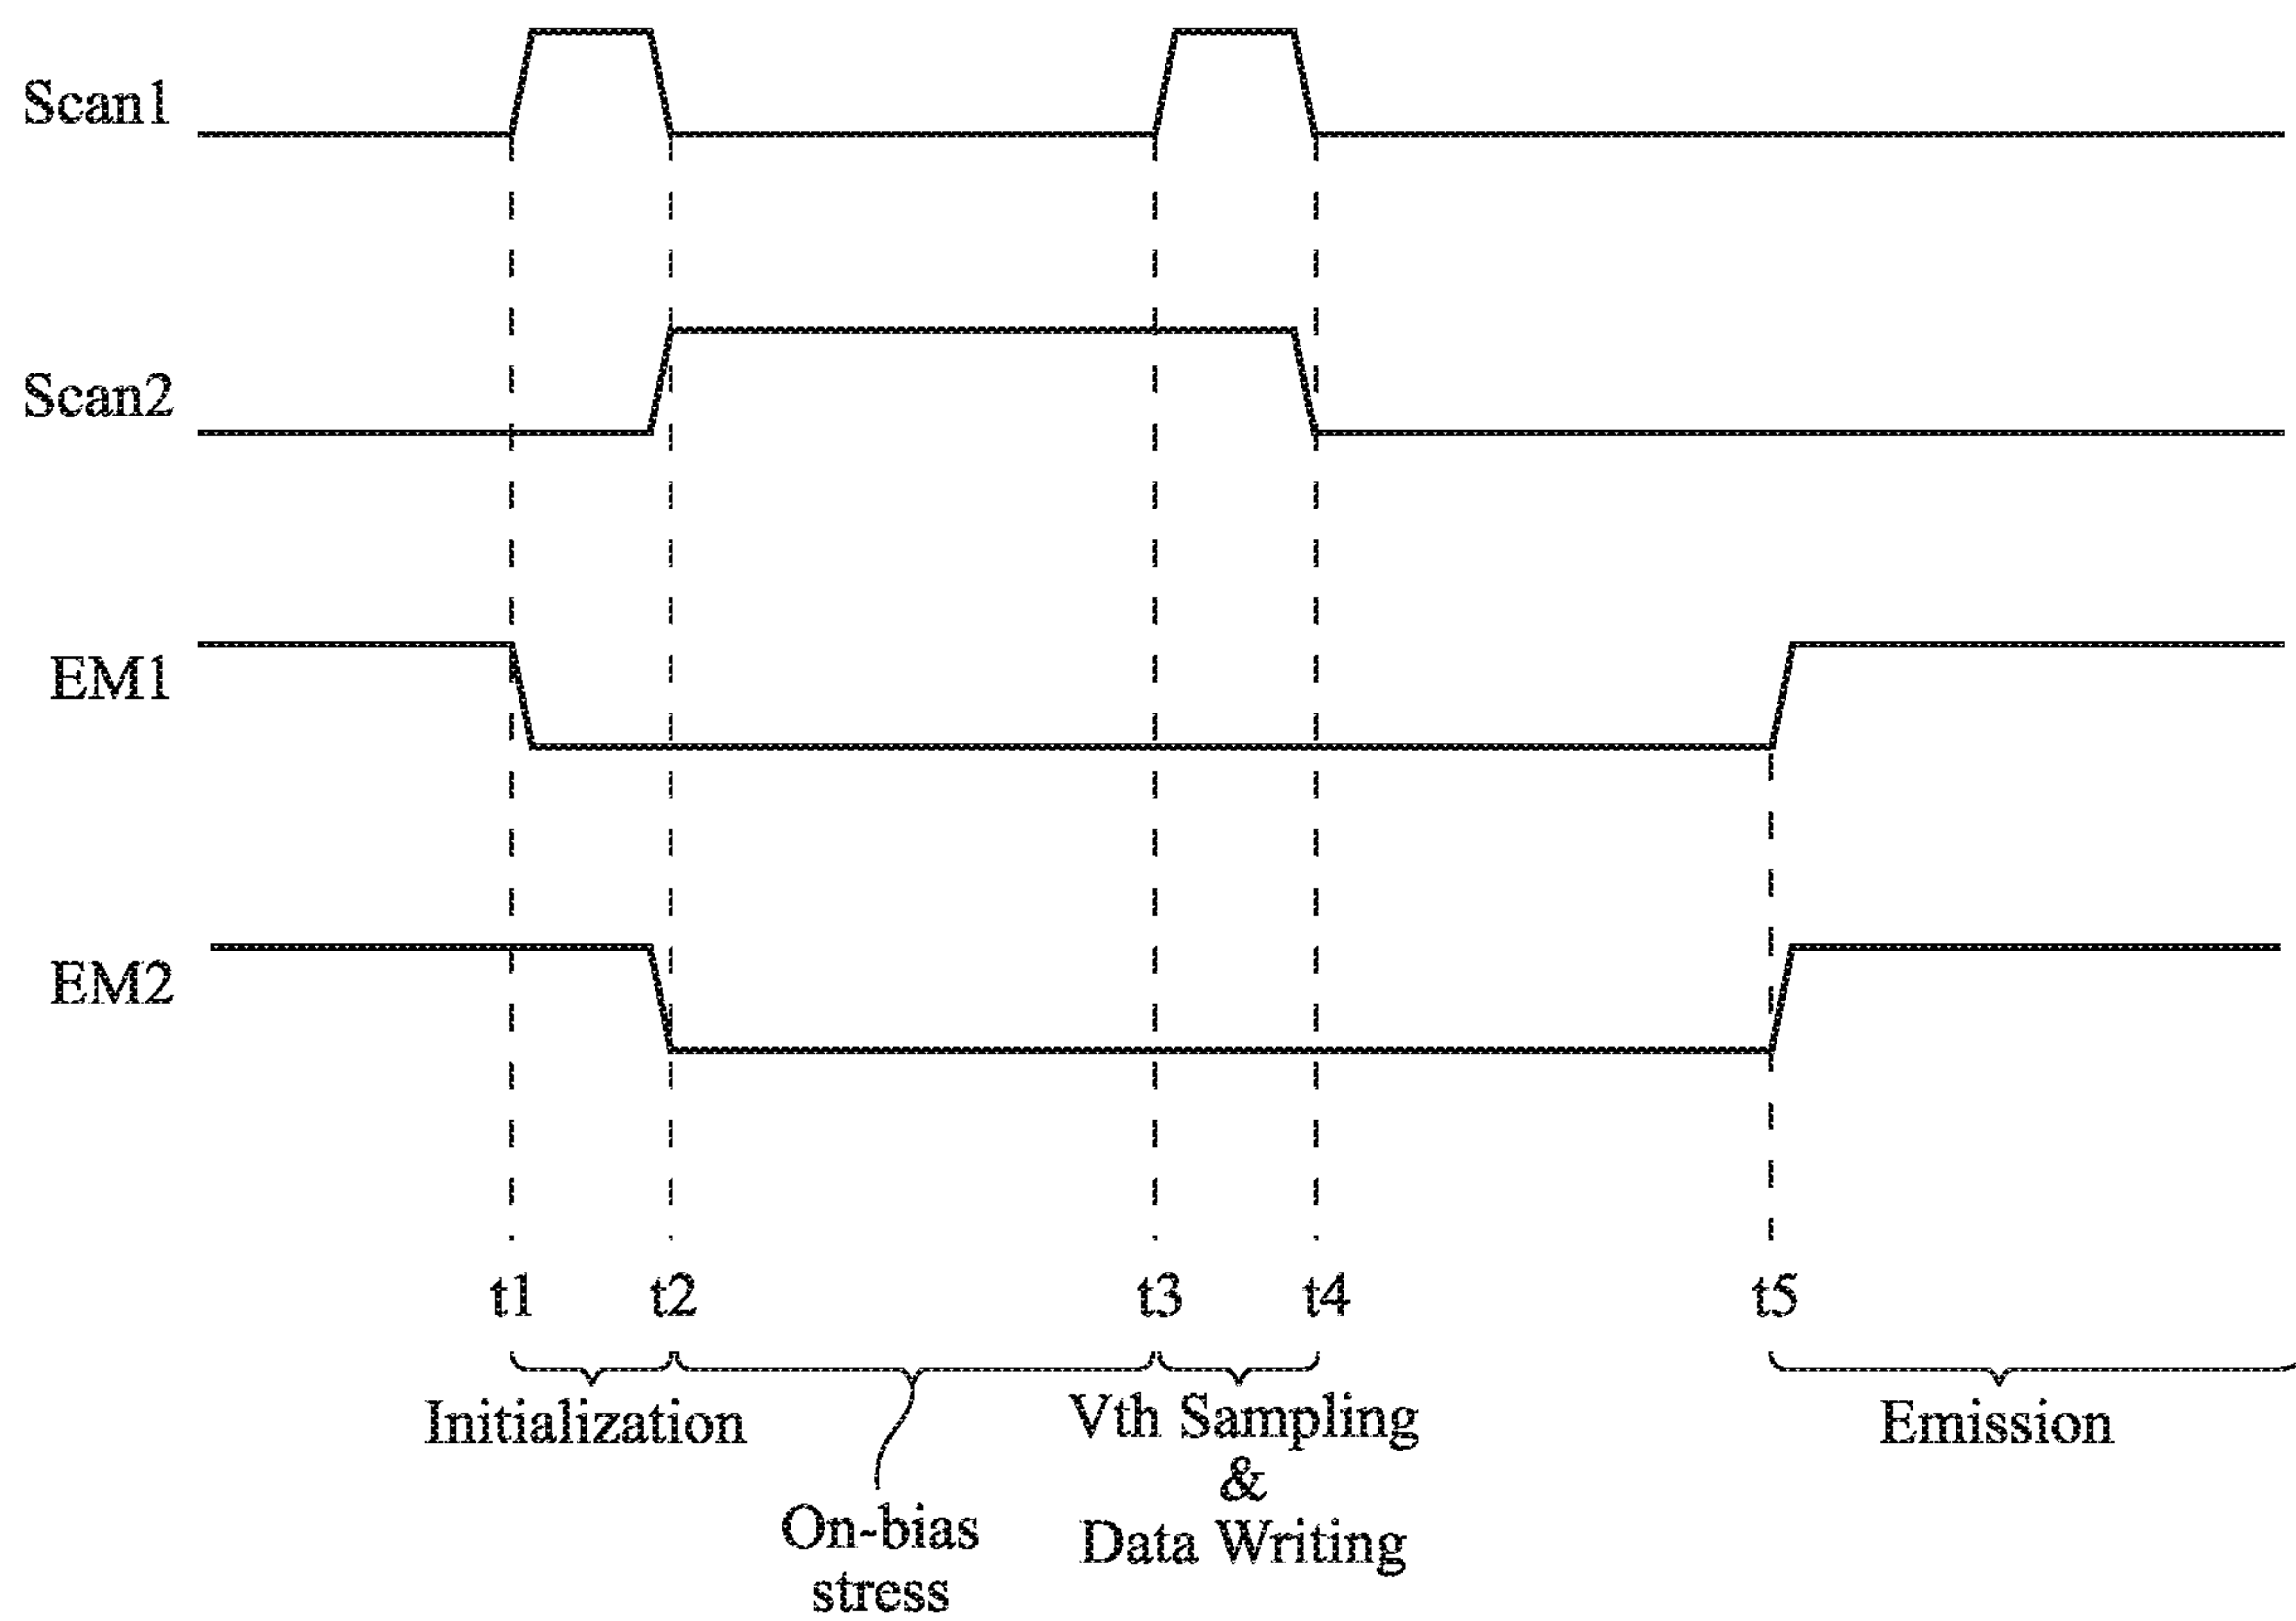 Scan1
Scan2
EM1
EM2
t1 t2 t3 t4 t5
Initialization
On-bias
stress
Vth Sampling
&
Data Writing
Emission